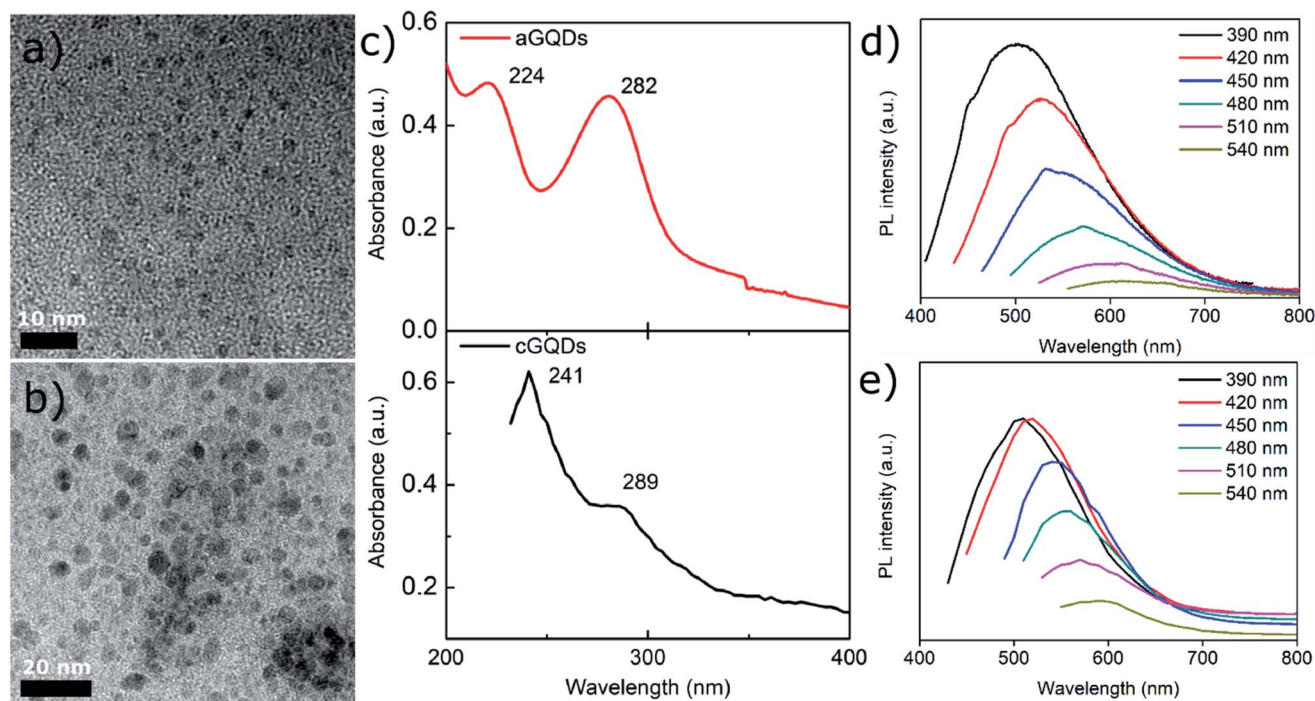 a)
10 nm
b)
20 nm
c)
0.6
0.4
0.2
0.0
Absorbance (a.u.)
aGQDs
224
282
0.6
0.4
0.2
Absorbance (a.u.)
cGQDs
241
289
200
300
400
Wavelength (nm)
d)
PL intensity (a.u.)
390 nm
420 nm
450 nm
480 nm
510 nm
540 nm
400
500
600
700
800
Wavelength (nm)
e)
PL intensity (a.u.)
390 nm
420 nm
450 nm
480 nm
510 nm
540 nm
400
500
600
700
800
Wavelength (nm)